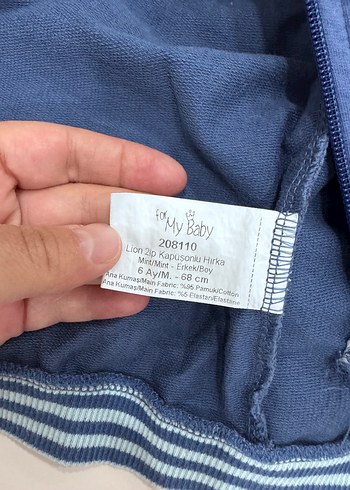 for
My Baby
208110
Lion 2ip Kapüşonlu Hırka
Mint/Mint - Erkek/Boy
6 Ay/M. - 68 cm
Ana Kumaş/Main Fabric: %95 Pamuk/Cotton
Ana Kumaş/Main Fabric: %5 Elastan/Elastane